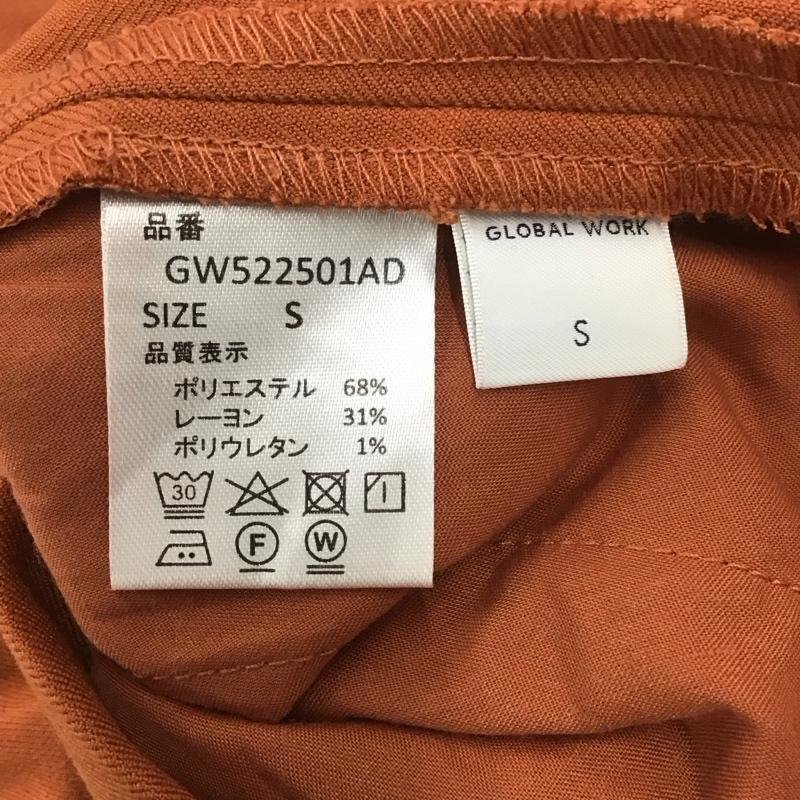 品番
GW522501AD
SIZE S
品質表示
ポリエステル 68%
レーヨン 31%
ポリウレタン 1%
30
F W
GLOBAL WORK
S